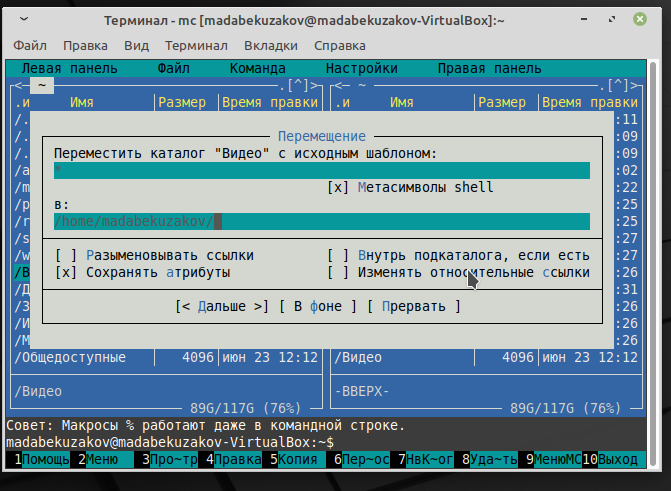 Терминал - mc [madabekuzakov@madabekuzakov-VirtualBox]:~
Файл Правка Вид Терминал Вкладки Справка
Левая панель Файл Команда Настройки Правая панель
<─ ~ .[^]> <─ ~ .[^]>
.и Имя Размер Время правки .и Имя Размер Время правки
/. :11
Перемещение
/. :09
Переместить каталог "Видео" с исходным шаблоном:
/. :09
*
/a :02
[x] Метасимволы shell
/m :22
в:
/p :25
/home/madabekuzakov/
/r :25
/s :27
[ ] Разыменовывать ссылки [ ] Внутрь подкаталога, если есть
/w :27
[x] Сохранять атрибуты [ ] Изменять относительные ссылки
/В :26
/Д :31
[< Дальше >] [ В фоне ] [ Прервать ]
/З :26
/И :26
/М :26
/Общедоступные 4096 июн 23 12:12 /Видео 4096 июн 23 12:12
/Видео -ВВЕРХ-
89G/117G (76%) 89G/117G (76%)
Совет: Макросы % работают даже в командной строке.
madabekuzakov@madabekuzakov-VirtualBox:~$
1Помощь 2Меню 3Про~тр 4Правка 5Копия 6Пер~ос 7НвК~ог 8Уда~ть 9МенюMC 10Выход